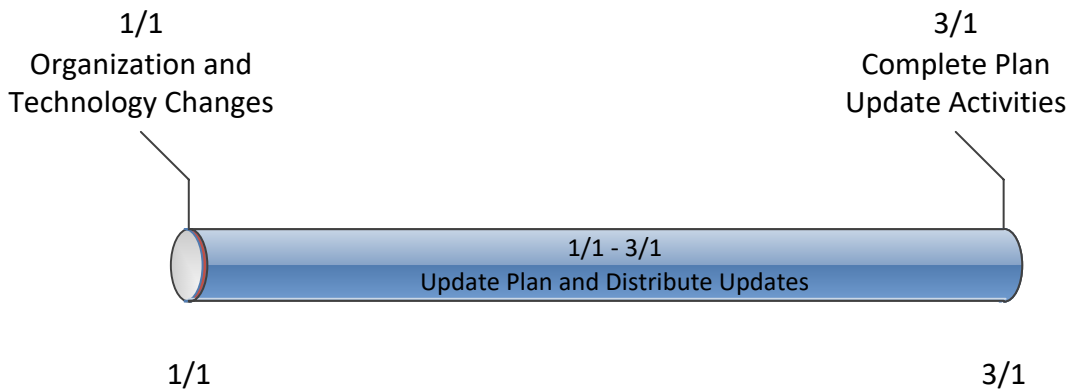 1/1
Organization and
Technology Changes
3/1
Complete Plan
Update Activities
1/1 - 3/1
Update Plan and Distribute Updates
1/1
3/1